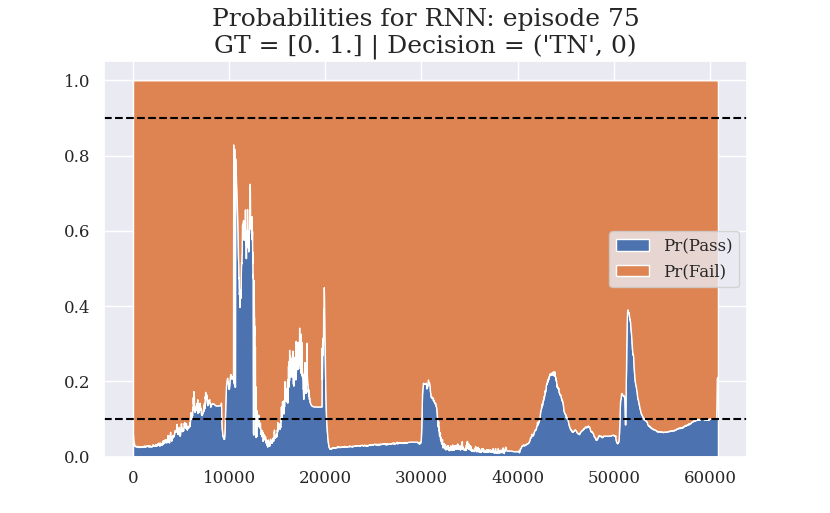 Probabilities for RNN: episode 75
GT = [0. 1.] | Decision = ('TN', 0)
1.0
0.8
0.6
0.4
0.2
0.0
Pr(Pass)
Pr(Fail)
0 10000 20000 30000 40000 50000 60000